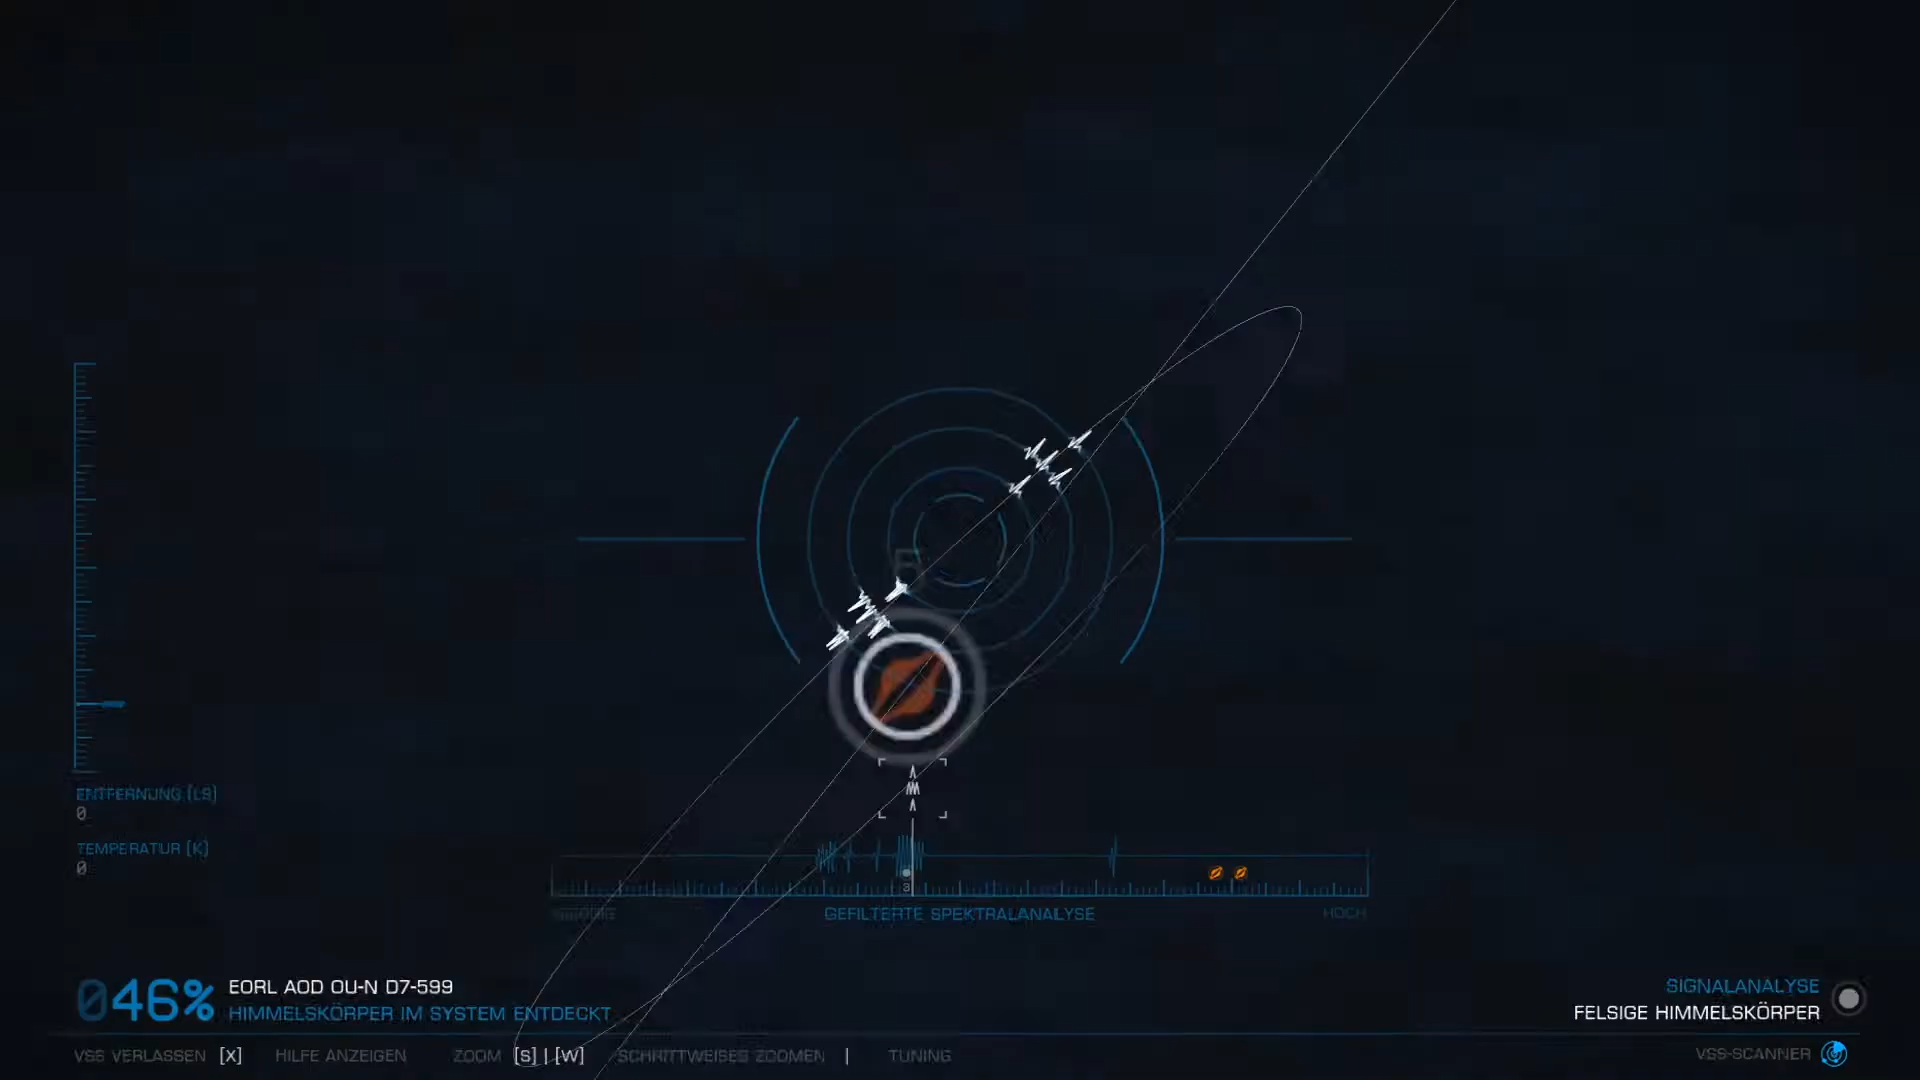 ENTFERNUNG [LS]
0
TEMPERATUR [K]
0
GEFILTERTE SPEKTRALANALYSE
HOCH
046% EORL AOD OU-N D7-599
HIMMELSKÖRPER IM SYSTEM ENTDECKT
SIGNALANALYSE
FELSIGE HIMMELSKÖRPER
VSS VERLASSEN [X] HILFE ANZEIGEN ZOOM [S] | [W] SCHRITTWEISES ZOOMEN | TUNING
VSS-SCANNER